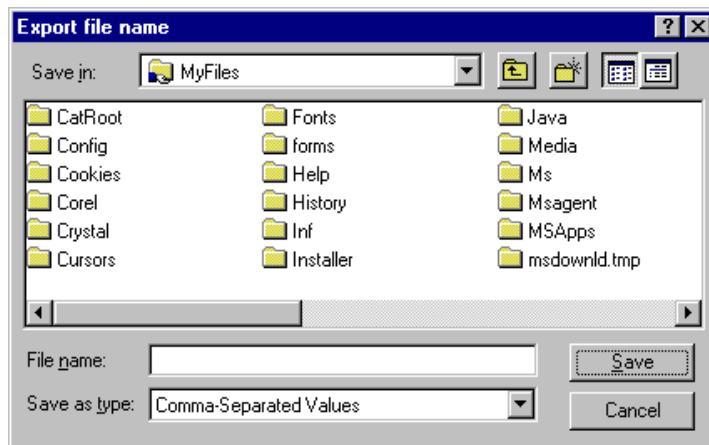 Export file name
Save in: MyFiles
CatRoot Fonts Java
Config forms Media
Cookies Help Ms
Corel History Msagent
Crystal Inf MSApps
Cursors Installer msdownld.tmp
File name: Save
Save as type: Comma-Separated Values Cancel